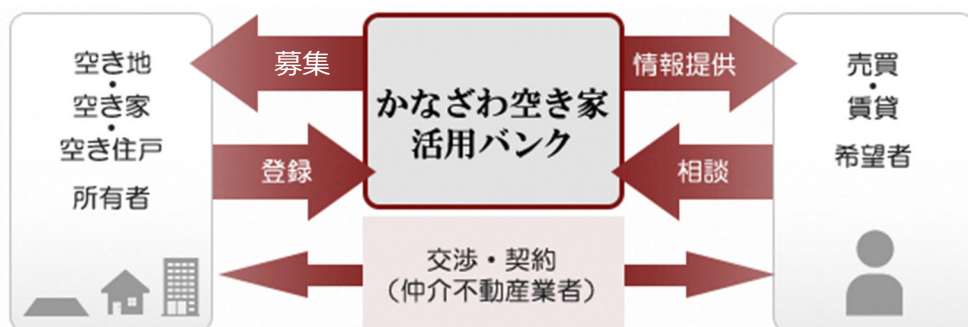 空き地
・
空き家
・
空き住戸
所有者
募集
登録
かなざわ空き家
活用バンク
情報提供
相談
売買
・
賃貸
希望者
交渉・契約
（仲介不動産業者）